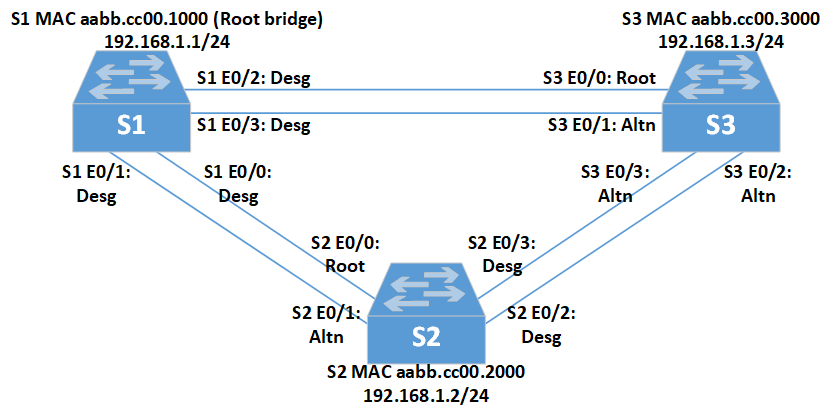 S1 MAC aabb.cc00.1000 (Root bridge)
192.168.1.1/24
S3 MAC aabb.cc00.3000
192.168.1.3/24
S1 E0/2: Desg
S3 E0/0: Root
S1
S1 E0/3: Desg
S3 E0/1: Altn
S3
S1 E0/1:
Desg
S1 E0/0:
Desg
S3 E0/3:
Altn
S3 E0/2:
Altn
S2 E0/0:
Root
S2 E0/3:
Desg
S2 E0/1:
Altn
S2
S2 E0/2:
Desg
S2 MAC aabb.cc00.2000
192.168.1.2/24